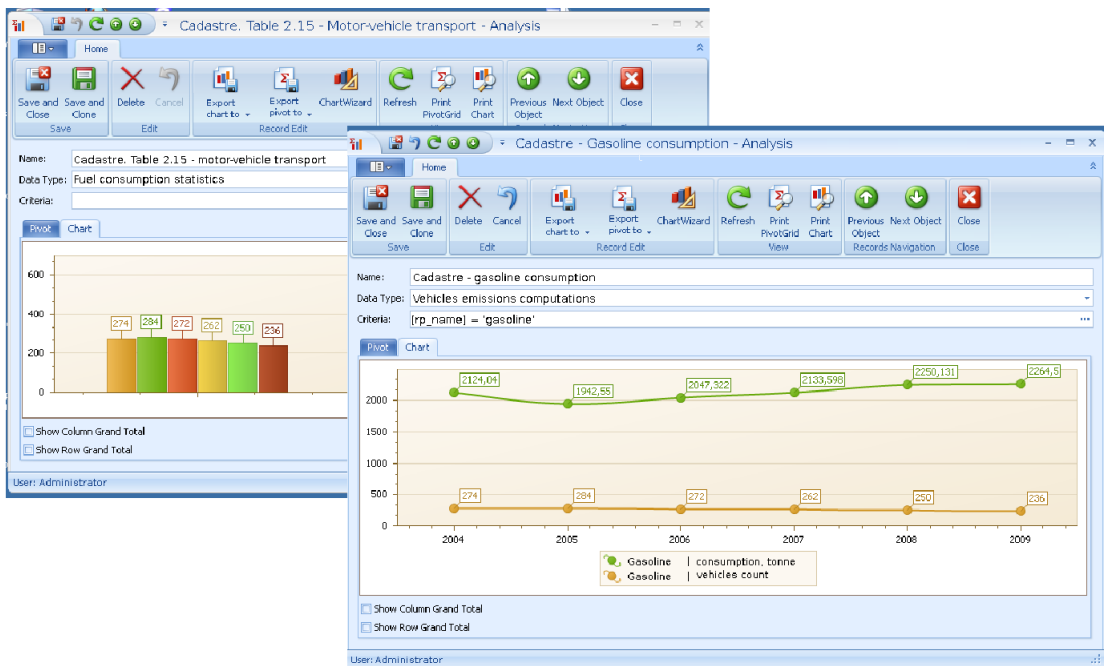 Cadastre. Table 2.15 - Motor-vehicle transport - Analysis
Home
Save and Close
Save and Clone
Delete
Cancel
Export chart to
Export pivot to
ChartWizard
Refresh
Print PivotGrid
Print Chart
Previous Object
Next Object
Close
Save
Edit
Record Edit
Name: Cadastre. Table 2.15 - motor-vehicle transport
Data Type: Fuel consumption statistics
Criteria:
Pivot Chart
600
400
200
0
274 284 272 262 250 236
Show Column Grand Total
Show Row Grand Total
User: Administrator
Cadastre - Gasoline consumption - Analysis
Home
Save and Close
Save and Clone
Delete
Cancel
Export chart to
Export pivot to
ChartWizard
Refresh
Print PivotGrid
Print Chart
Previous Object
Next Object
Close
Save
Edit
Record Edit
View
Records Navigation
Close
Name: Cadastre - gasoline consumption
Data Type: Vehicles emissions computations
Criteria: [rp_name] = 'gasoline'
Pivot Chart
2124,04 1942,55 2047,322 2133,598 2250,131 2264,5
2000
1500
1000
500
0
274 284 272 262 250 236
2004 2005 2006 2007 2008 2009
Gasoline | consumption, tonne
Gasoline | vehicles count
Show Column Grand Total
Show Row Grand Total
User: Administrator